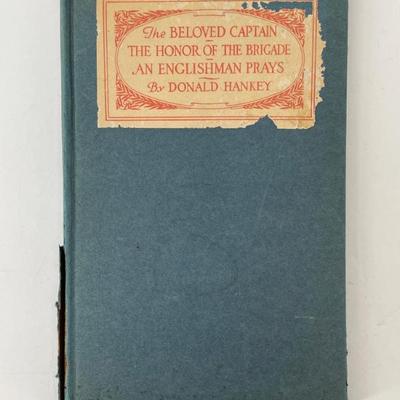 The BELOVED CAPTAIN
THE HONOR OF THE BRIGADE
AN ENGLISHMAN PRAYS
By DONALD HANKEY